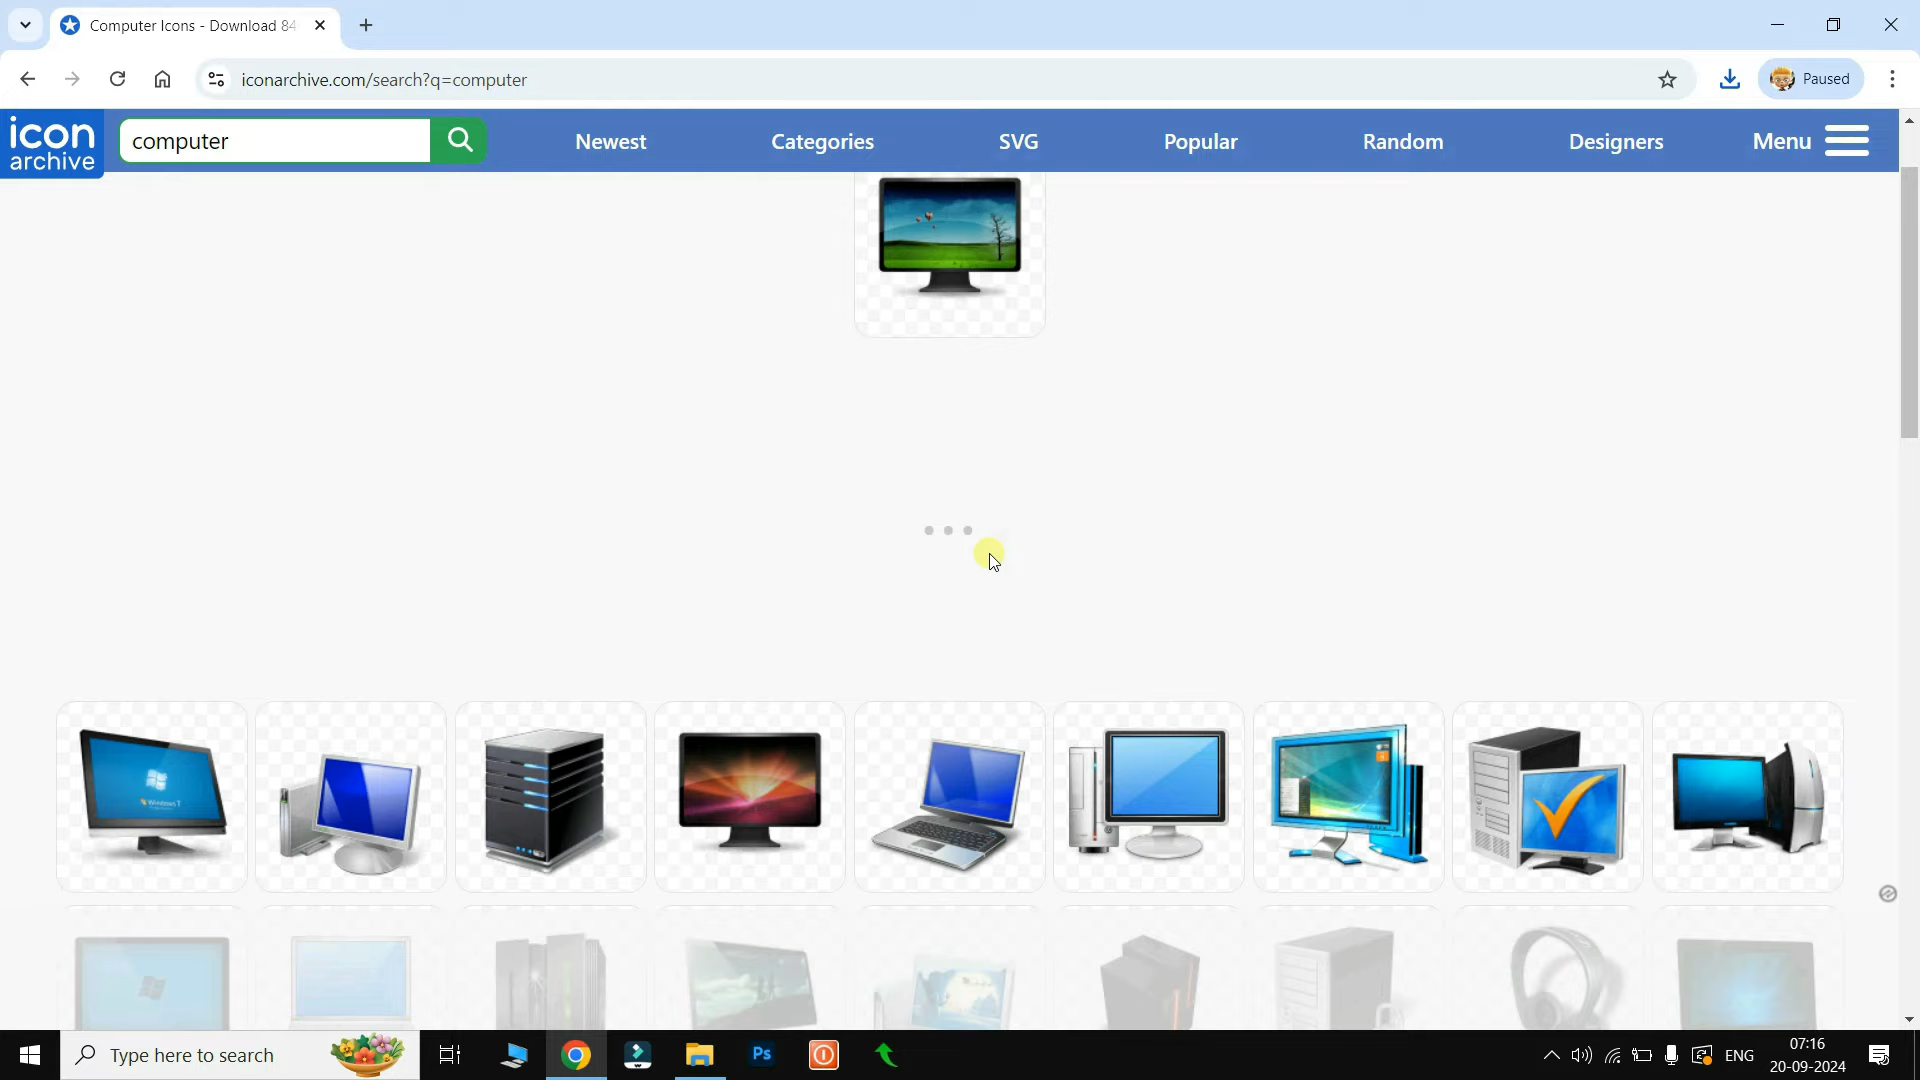 Computer Icons - Download 84
iconarchive.com/search?q=computer
Paused
icon
archive
computer
Newest
Categories
SVG
Popular
Random
Designers
Menu
Type here to search
Ps
ENG
07:16
20-09-2024